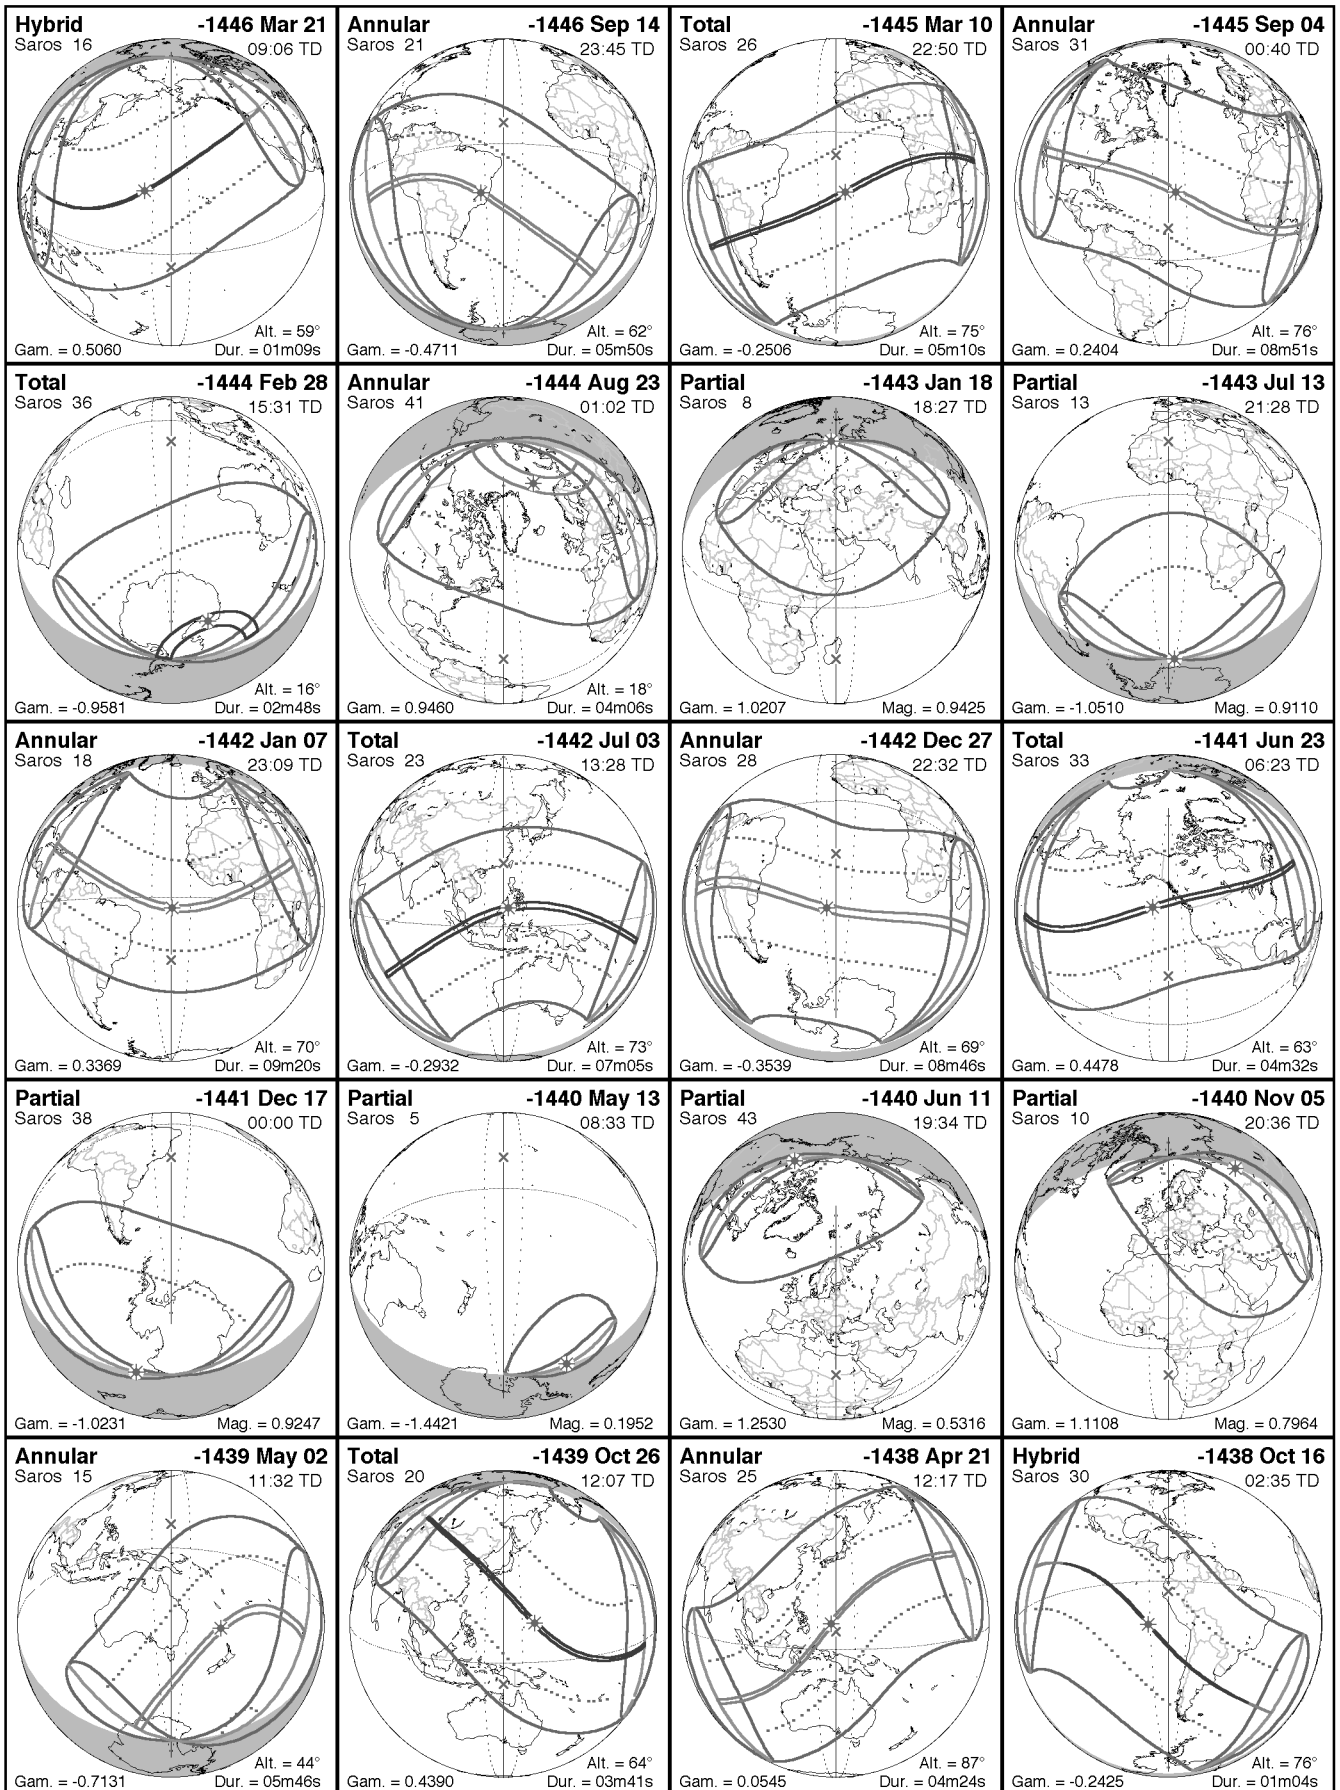 Hybrid -1446 Mar 21
Saros 16 09:06 TD
Alt. = 59°
Gam. = 0.5060 Dur. = 01m09s
Annular -1446 Sep 14
Saros 21 23:45 TD
Alt. = 62°
Gam. = -0.4711 Dur. = 05m50s
Total -1445 Mar 10
Saros 26 22:50 TD
Alt. = 75°
Gam. = -0.2506 Dur. = 05m10s
Annular -1445 Sep 04
Saros 31 00:40 TD
Alt. = 76°
Gam. = 0.2404 Dur. = 08m51s
Total -1444 Feb 28
Saros 36 15:31 TD
Alt. = 16°
Gam. = -0.9581 Dur. = 02m48s
Annular -1444 Aug 23
Saros 41 01:02 TD
Alt. = 18°
Gam. = 0.9460 Dur. = 04m06s
Partial -1443 Jan 18
Saros 8 18:27 TD
Gam. = 1.0207 Mag. = 0.9425
Partial -1443 Jul 13
Saros 13 21:28 TD
Gam. = -1.0510 Mag. = 0.9110
Annular -1442 Jan 07
Saros 18 23:09 TD
Alt. = 70°
Gam. = 0.3369 Dur. = 09m20s
Total -1442 Jul 03
Saros 23 13:28 TD
Alt. = 73°
Gam. = -0.2932 Dur. = 07m05s
Annular -1442 Dec 27
Saros 28 22:32 TD
Alt. = 69°
Gam. = -0.3539 Dur. = 08m46s
Total -1441 Jun 23
Saros 33 06:23 TD
Alt. = 63°
Gam. = 0.4478 Dur. = 04m32s
Partial -1441 Dec 17
Saros 38 00:00 TD
Gam. = -1.0231 Mag. = 0.9247
Partial -1440 May 13
Saros 5 08:33 TD
Gam. = -1.4421 Mag. = 0.1952
Partial -1440 Jun 11
Saros 43 19:34 TD
Gam. = 1.2530 Mag. = 0.5316
Partial -1440 Nov 05
Saros 10 20:36 TD
Gam. = 1.1108 Mag. = 0.7964
Annular -1439 May 02
Saros 15 11:32 TD
Alt. = 44°
Gam. = -0.7131 Dur. = 05m46s
Total -1439 Oct 26
Saros 20 12:07 TD
Alt. = 64°
Gam. = 0.4390 Dur. = 03m41s
Annular -1438 Apr 21
Saros 25 12:17 TD
Alt. = 87°
Gam. = 0.0545 Dur. = 04m24s
Hybrid -1438 Oct 16
Saros 30 02:35 TD
Alt. = 76°
Gam. = -0.2425 Dur. = 01m04s